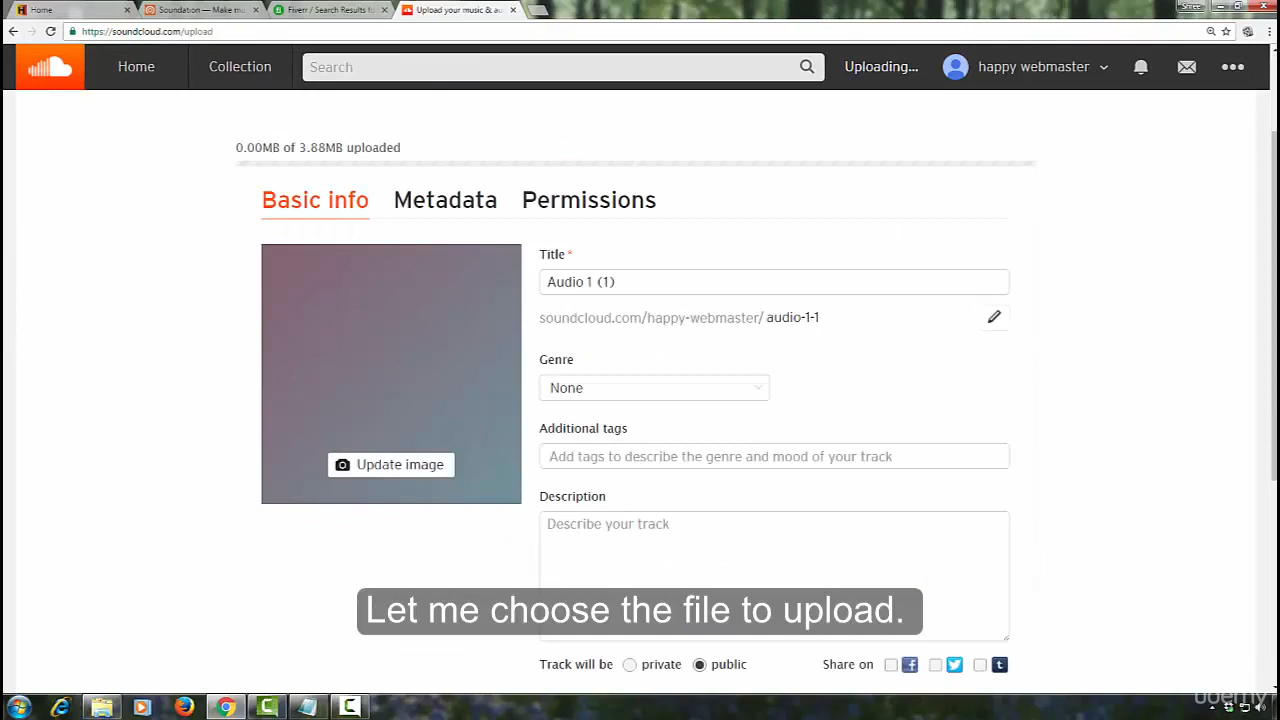 Home
Soundation — Make mu
Fiverr / Search Results fo
Upload your music & au
Stree
https://soundcloud.com/upload
Home
Collection
Search
Uploading...
happy webmaster
0.00MB of 3.88MB uploaded
Basic info
Metadata
Permissions
Title *
Audio 1 (1)
soundcloud.com/happy-webmaster/ audio-1-1
Genre
None
Additional tags
Add tags to describe the genre and mood of your track
Update image
Description
Describe your track
Let me choose the file to upload.
Track will be private public Share on
udemy